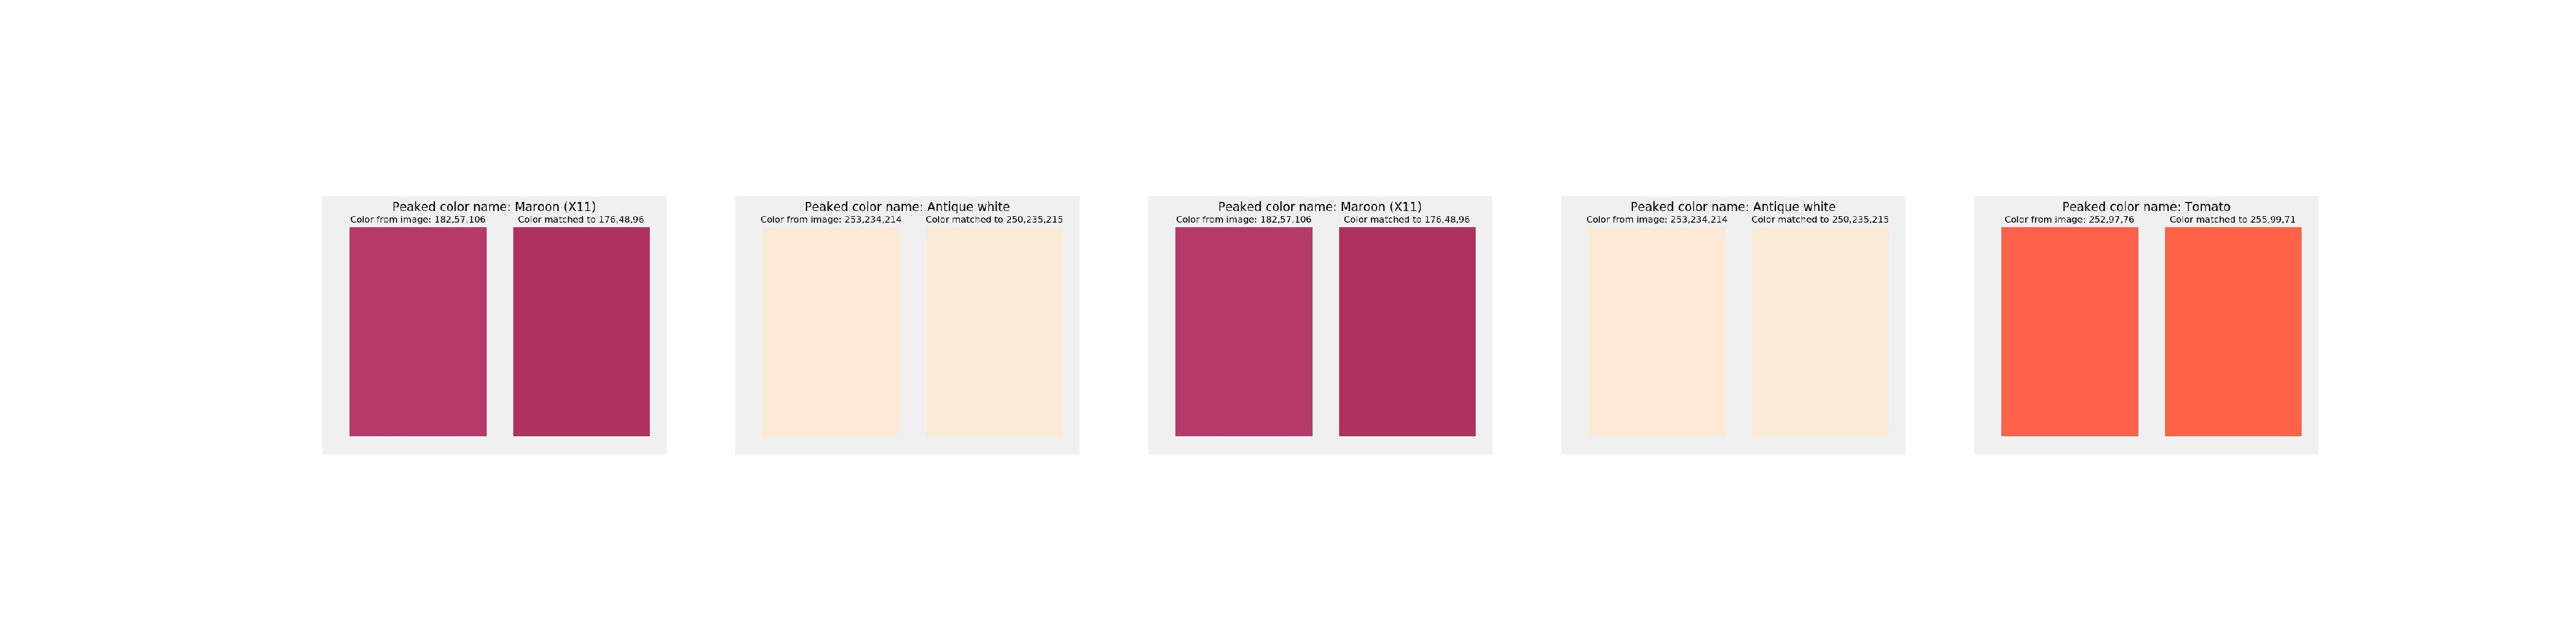 Peaked color name: Maroon (X11)
Color from image: 182,57,106
Color matched to 176,48,96
Peaked color name: Antique white
Color from image: 253,234,214
Color matched to 250,235,215
Peaked color name: Maroon (X11)
Color from image: 182,57,106
Color matched to 176,48,96
Peaked color name: Antique white
Color from image: 253,234,214
Color matched to 250,235,215
Peaked color name: Tomato
Color from image: 252,97,76
Color matched to 255,99,71